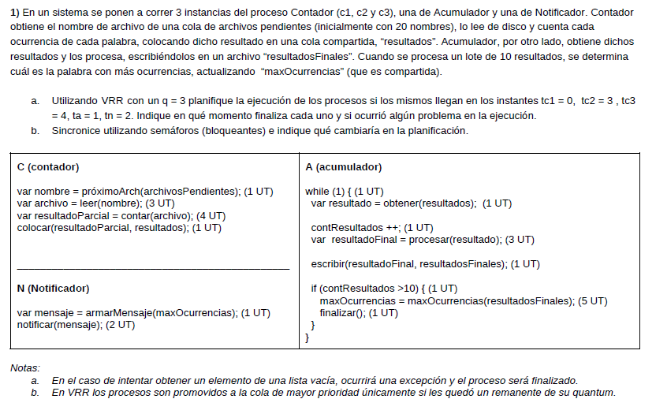 1) En un sistema se ponen a correr 3 instancias del proceso Contador (c1, c2 y c3), una de Acumulador y una de Notificador. Contador
obtiene el nombre de archivo de una cola de archivos pendientes (inicialmente con 20 nombres), lo lee de disco y cuenta cada
ocurrencia de cada palabra, colocando dicho resultado en una cola compartida, “resultados”. Acumulador, por otro lado, obtiene dichos
resultados y los procesa, escribiéndolos en un archivo “resultadosFinales”. Cuando se procesa un lote de 10 resultados, se determina
cuál es la palabra con más ocurrencias, actualizando “maxOcurrencias” (que es compartida).
a. Utilizando VRR con un q = 3 planifique la ejecución de los procesos si los mismos llegan en los instantes tc1 = 0, tc2 = 3 , tc3
= 4, ta = 1, tn = 2. Indique en qué momento finaliza cada uno y si ocurrió algún problema en la ejecución.
b. Sincronice utilizando semáforos (bloqueantes) e indique qué cambiaría en la planificación.
C (contador)
var nombre = próximoArch(archivosPendientes); (1 UT)
var archivo = leer(nombre); (3 UT)
var resultadoParcial = contar(archivo); (4 UT)
colocar(resultadoParcial, resultados); (1 UT)
N (Notificador)
var mensaje = armarMensaje(maxOcurrencias); (1 UT)
notificar(mensaje); (2 UT)
A (acumulador)
while (1) { (1 UT)
var resultado = obtener(resultados); (1 UT)
contResultados ++; (1 UT)
var resultadoFinal = procesar(resultado); (3 UT)
escribir(resultadoFinal, resultadosFinales); (1 UT)
if (contResultados >10) { (1 UT)
maxOcurrencias = maxOcurrencias(resultadosFinales); (5 UT)
finalizar(); (1 UT)
}
}
Notas:
a. En el caso de intentar obtener un elemento de una lista vacía, ocurrirá una excepción y el proceso será finalizado.
b. En VRR los procesos son promovidos a la cola de mayor prioridad únicamente si les quedó un remanente de su quantum.